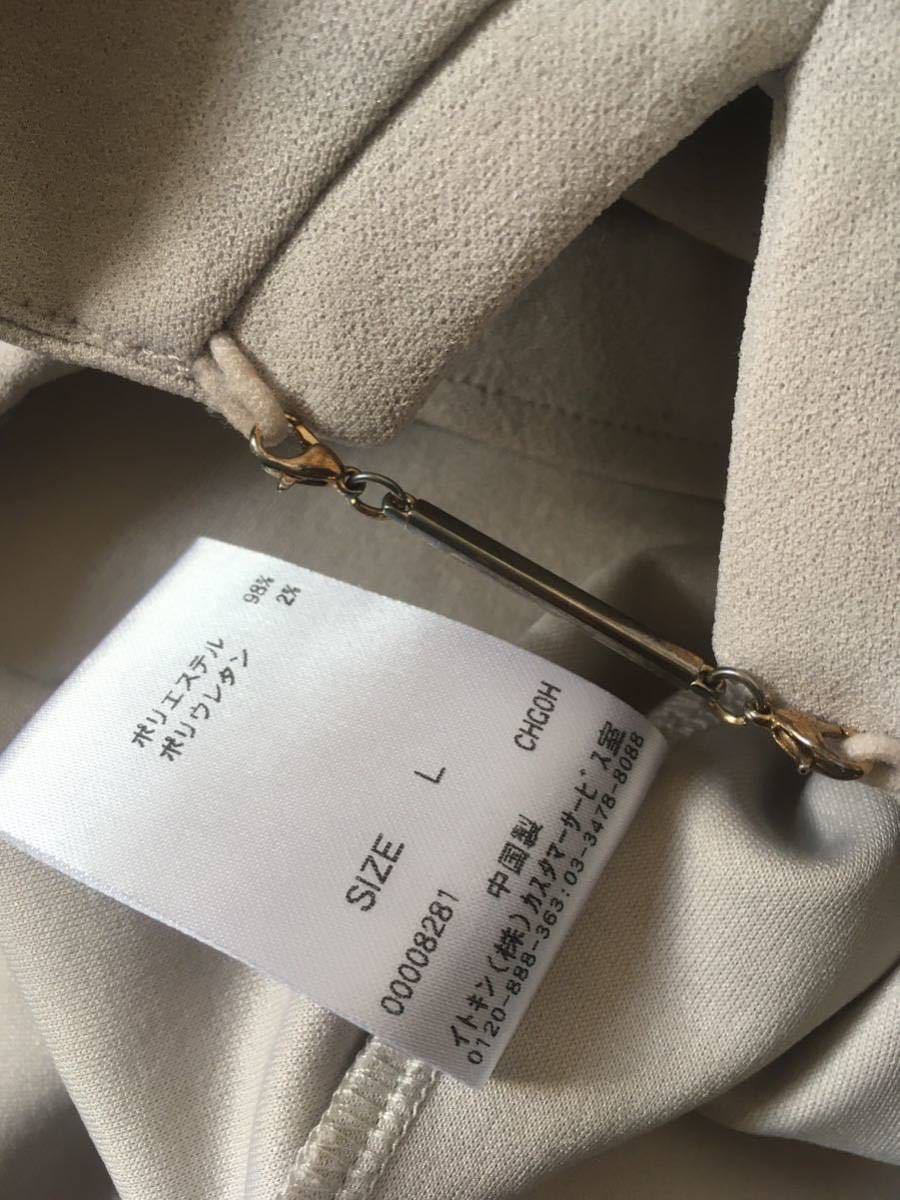 ポリエステル 98%
ポリウレタン 2%
SIZE L
00008281
中国製 CHGOH
イトキン(株)カスタマーサービス室
0120-888-363:03-3478-8088